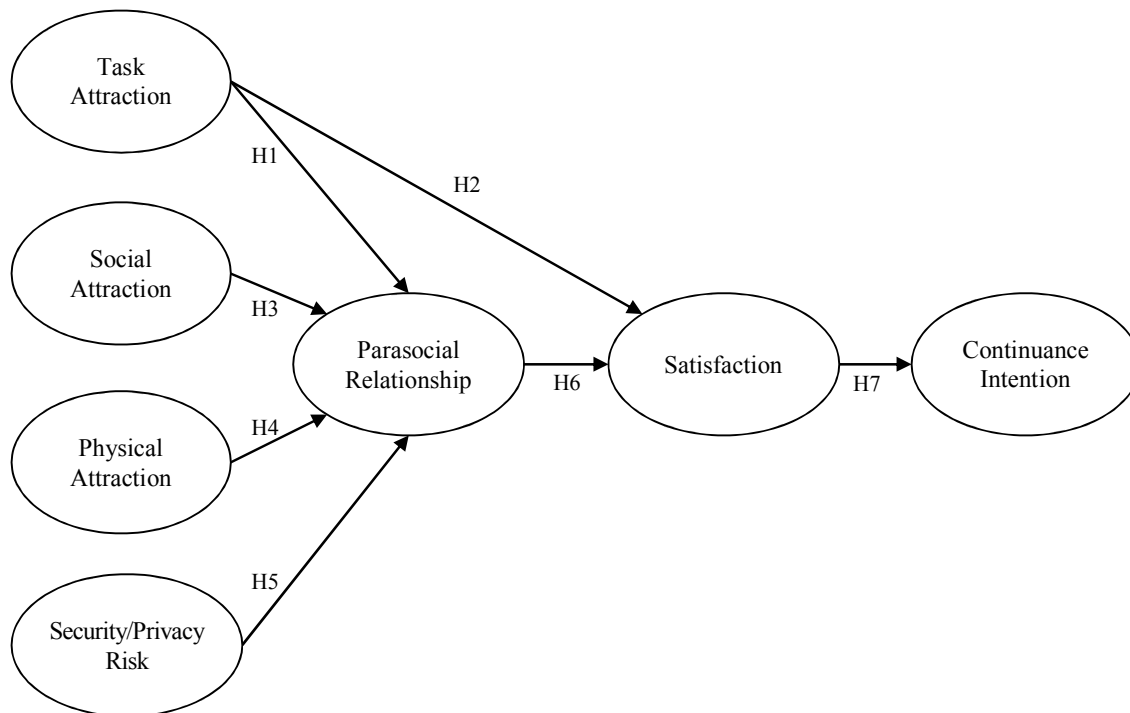 Task
Attraction
H1
H2
Social
Attraction
H3
Parasocial
Relationship
H6
Satisfaction
H7
Continuance
Intention
Physical
Attraction
H4
H5
Security/Privacy
Risk